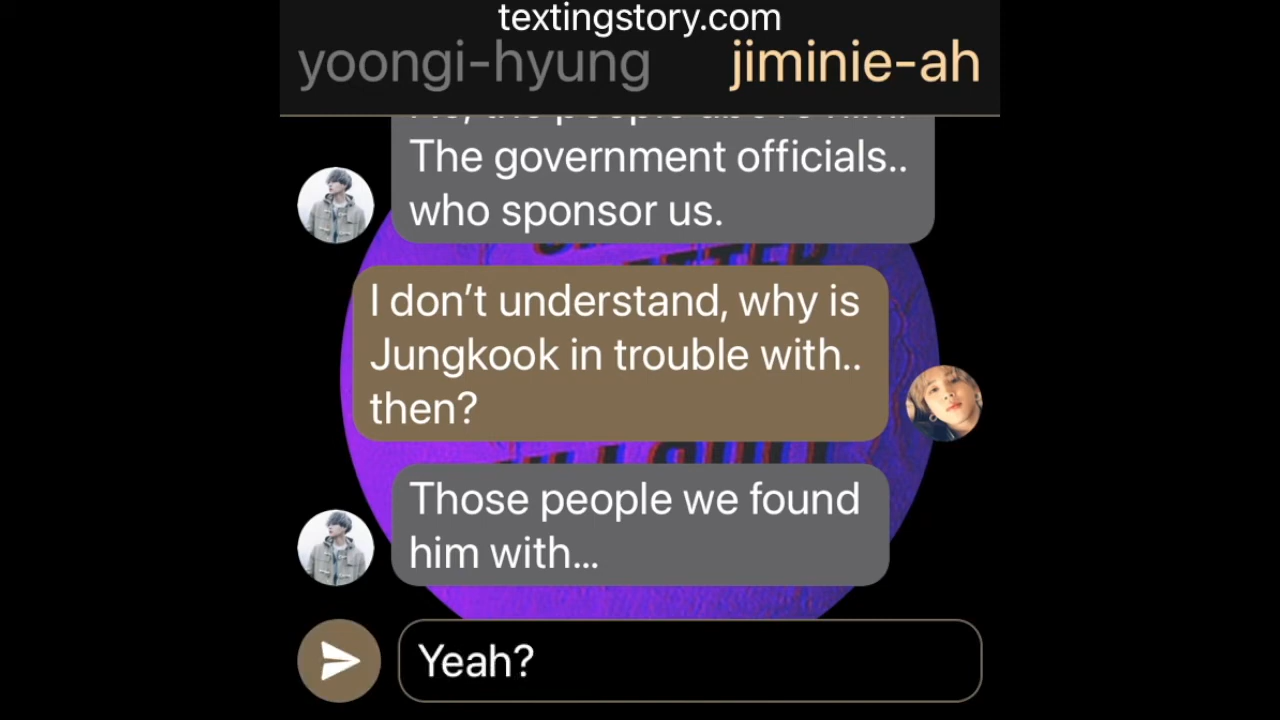 textingstory.com
yoongi-hyung jiminie-ah
The government officials..
who sponsor us.
I don’t understand, why is
Jungkook in trouble with..
then?
Those people we found
him with...
Yeah?